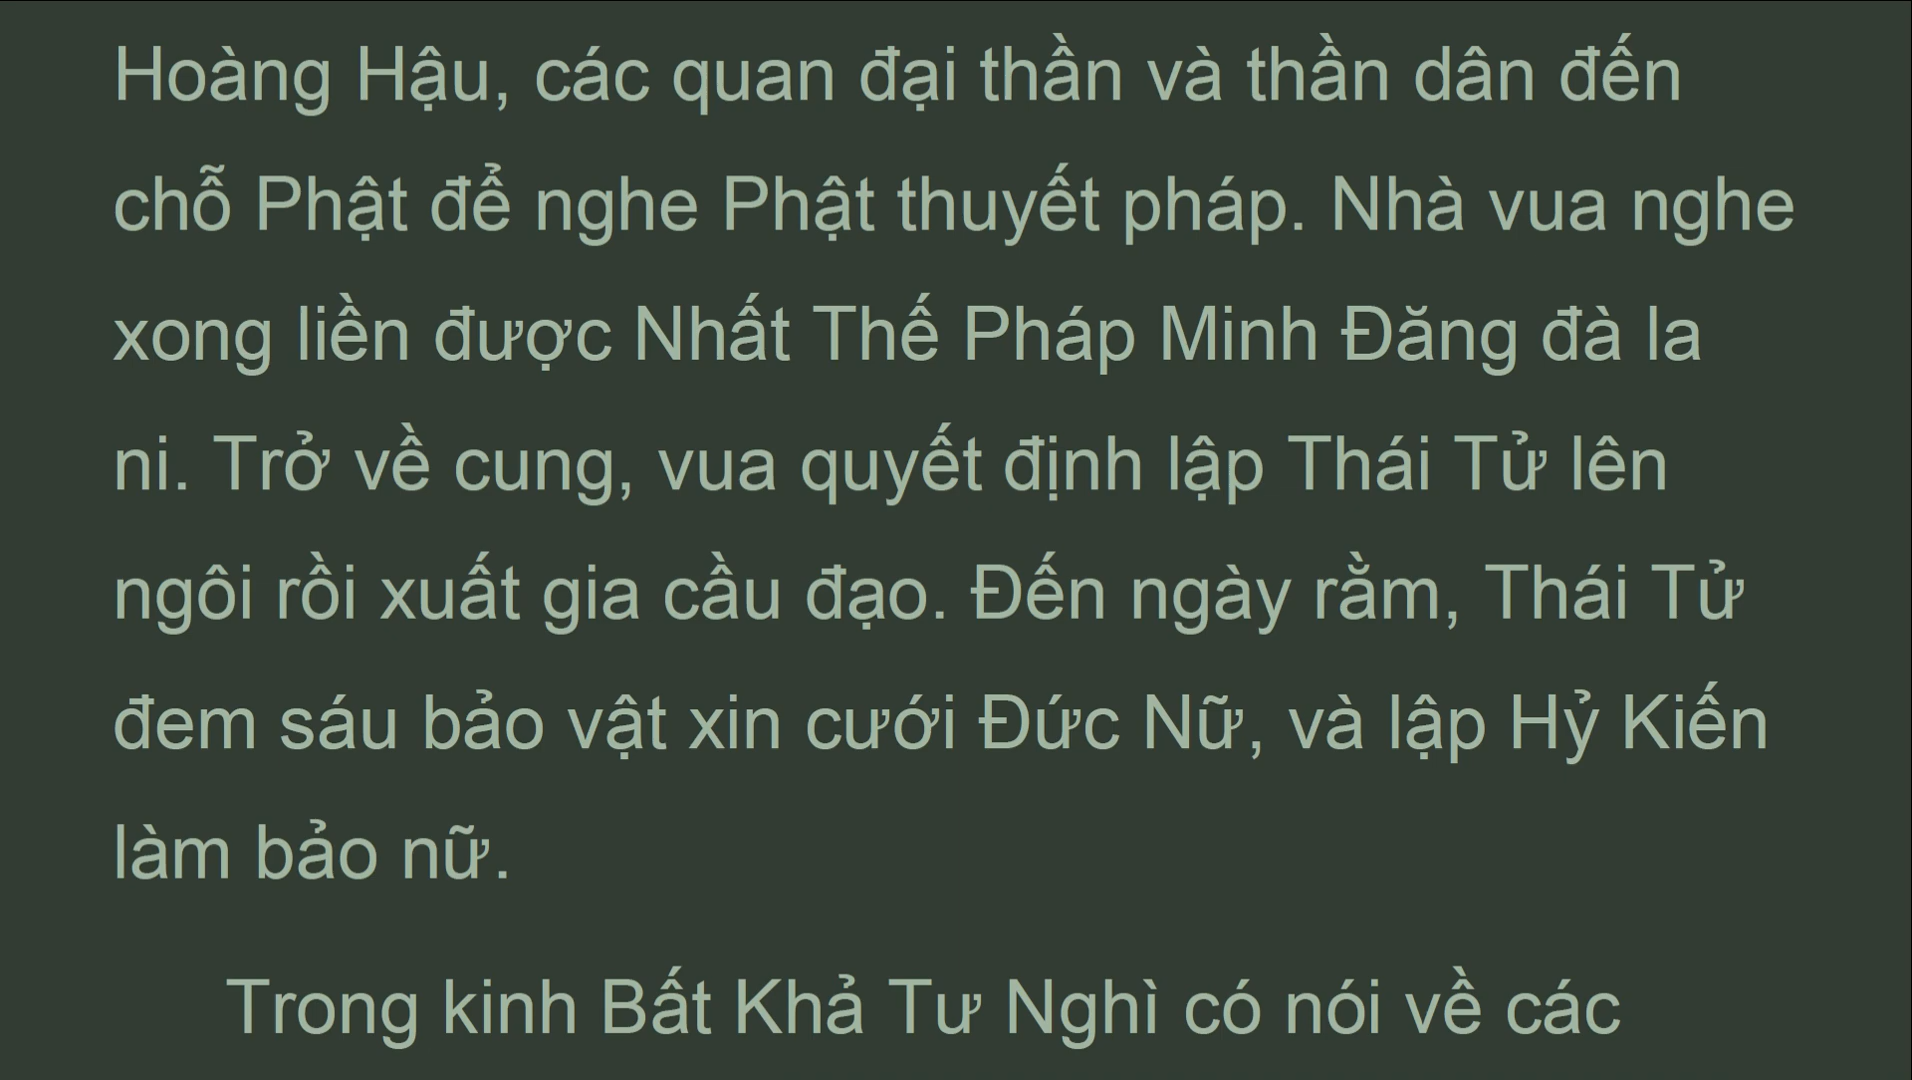 Hoàng Hậu, các quan đại thần và thần dân đến
chỗ Phật để nghe Phật thuyết pháp. Nhà vua nghe
xong liền được Nhất Thế Pháp Minh Đăng đà la
ni. Trở về cung, vua quyết định lập Thái Tử lên
ngôi rồi xuất gia cầu đạo. Đến ngày rằm, Thái Tử
đem sáu bảo vật xin cưới Đức Nữ, và lập Hỷ Kiến
làm bảo nữ.
Trong kinh Bất Khả Tư Nghì có nói về các